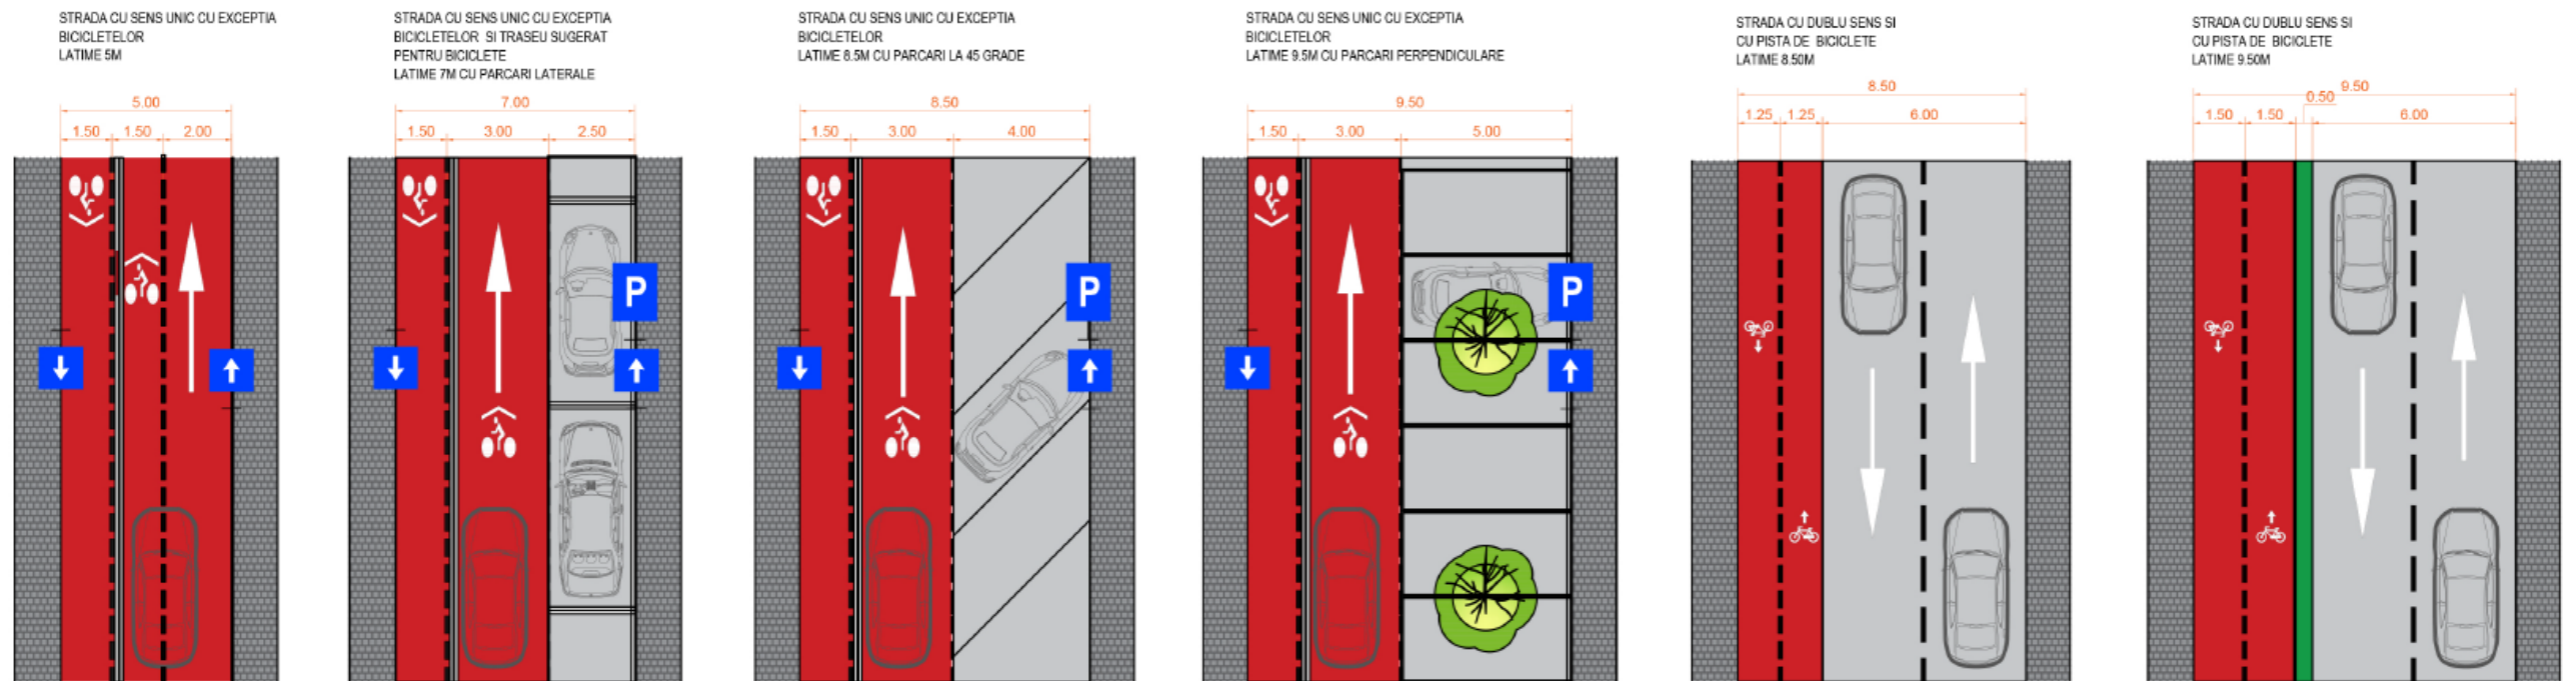 STRADA CU SENS UNIC CU EXCEPTIA
BICICLETELOR
LATIME 5M
5.00
1.50 1.50 2.00
STRADA CU SENS UNIC CU EXCEPTIA
BICICLETELOR SI TRASEU SUGERAT
PENTRU BICICLETE
LATIME 7M CU PARCARI LATERALE
7.00
1.50 3.00 2.50
P
STRADA CU SENS UNIC CU EXCEPTIA
BICICLETELOR
LATIME 8.5M CU PARCARI LA 45 GRADE
8.50
1.50 3.00 4.00
P
STRADA CU SENS UNIC CU EXCEPTIA
BICICLETELOR
LATIME 9.5M CU PARCARI PERPENDICULARE
9.50
1.50 3.00 5.00
P
STRADA CU DUBLU SENS SI
CU PISTA DE BICICLETE
LATIME 8.50M
8.50
1.25 1.25 6.00
STRADA CU DUBLU SENS SI
CU PISTA DE BICICLETE
LATIME 9.50M
9.50
0.50
1.50 1.50 6.00